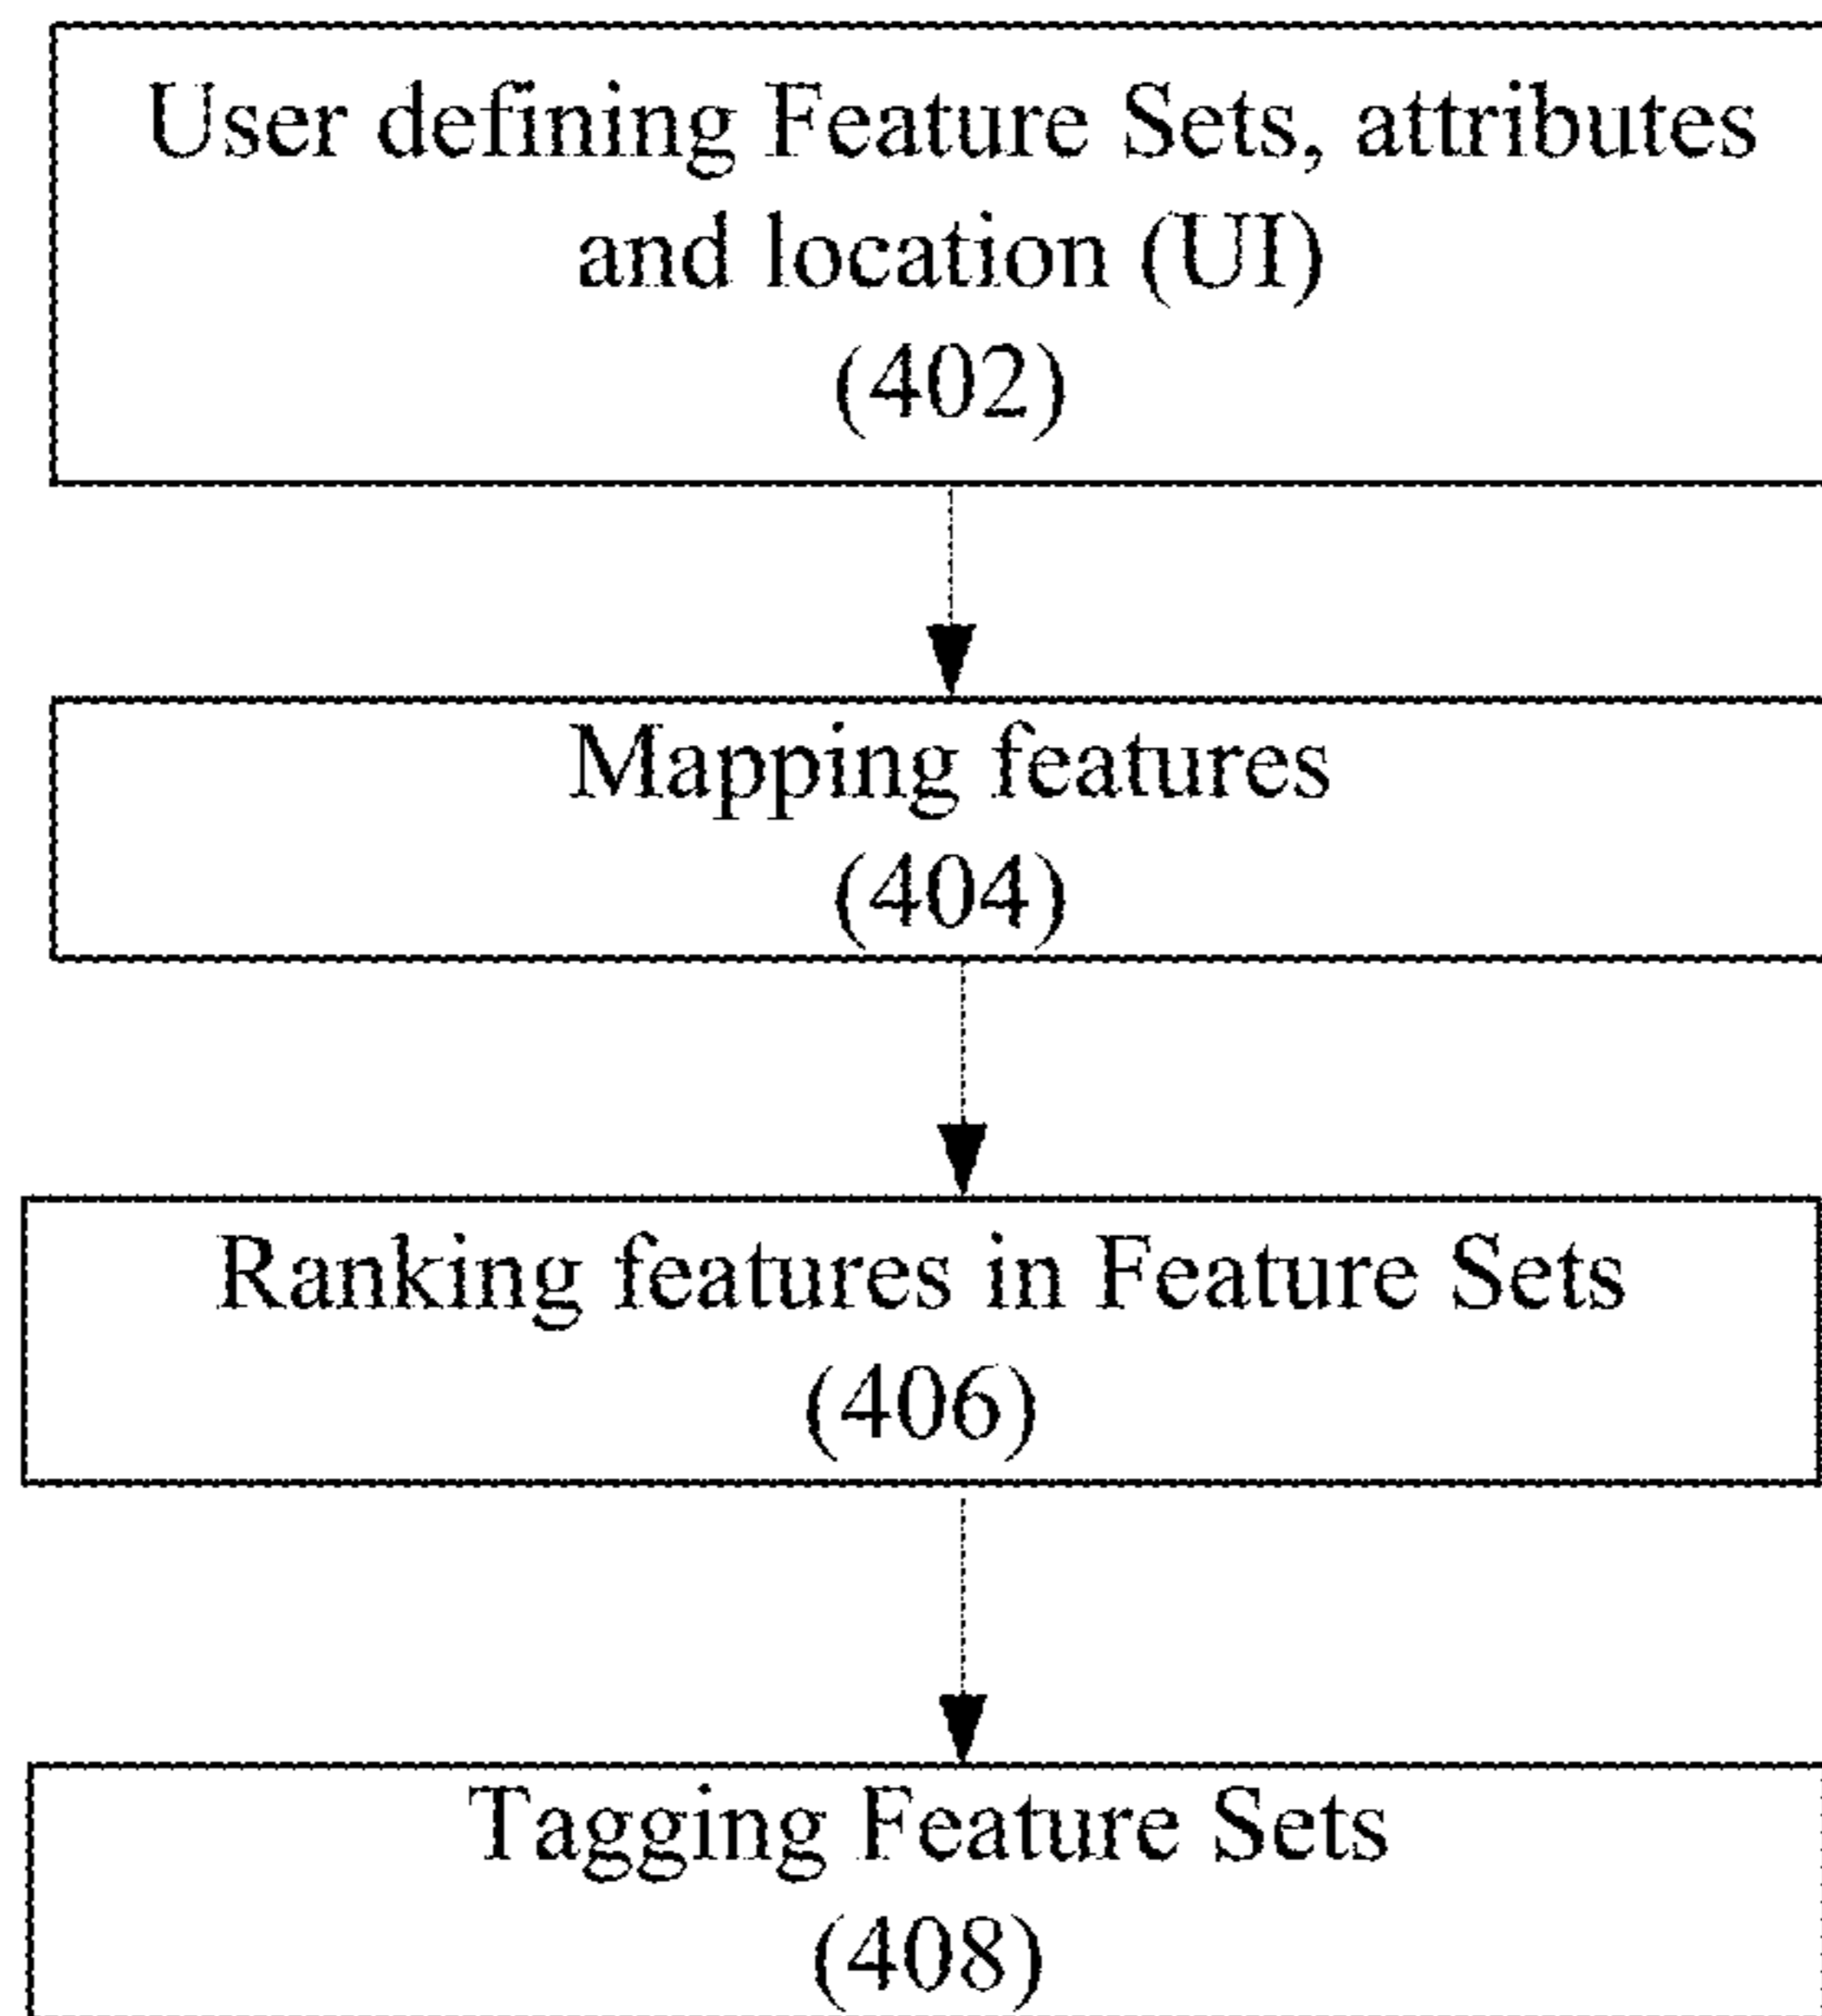 User defining Feature Sets, attributes
and location (UI)
(402)
Mapping features
(404)
Ranking features in Feature Sets
(406)
Tagging Feature Sets
(408)